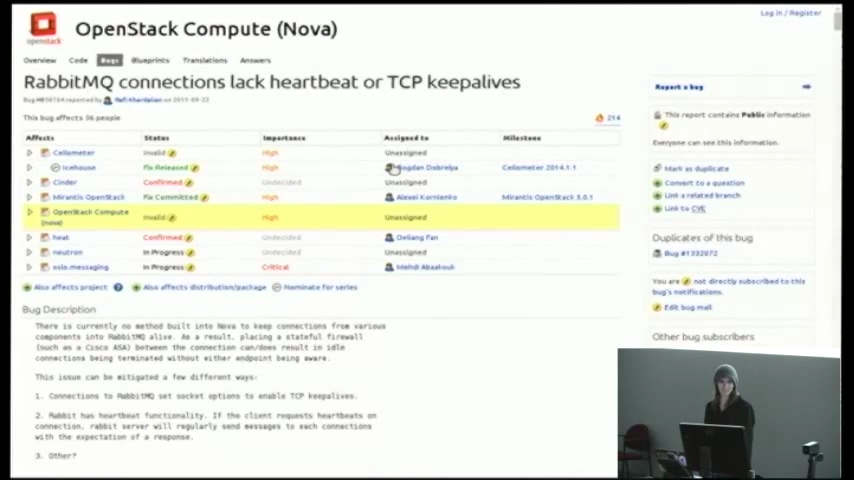 Log in / Register
openstack
OpenStack Compute (Nova)
Overview Code Bugs Blueprints Translations Answers
RabbitMQ connections lack heartbeat or TCP keepalives
reported by Rafi Khardalian on 2011-09-22
This bug affects 36 people
214
Affects Status Importance Assigned to Milestone
Ceilometer Invalid High Unassigned
Icehouse Fix Released High Bogdan Dobrelya Ceilometer 2014.1.1
Cinder Confirmed Undecided Unassigned
Mirantis OpenStack Fix Committed High Alexei Kornienko Mirantis OpenStack 5.0.1
OpenStack Compute (nova) Invalid High Unassigned
heat Confirmed Undecided Deliang Fan
neutron In Progress Undecided Unassigned
oslo.messaging In Progress Critical Mehdi Abaakouk
Also affects project Also affects distribution/package Nominate for series
Bug Description
There is currently no method built into Nova to keep connections from various
components into RabbitMQ alive. As a result, placing a stateful firewall
(such as a Cisco ASA) between the connection can/does result in idle
connections being terminated without either endpoint being aware.
This issue can be mitigated a few different ways:
1. Connections to RabbitMQ set socket options to enable TCP keepalives.
2. Rabbit has heartbeat functionality. If the client requests heartbeats on
connection, rabbit server will regularly send messages to each connections
with the expectation of a response.
3. Other?
Report a bug
This report contains Public information
Everyone can see this information.
Mark as duplicate
Convert to a question
Link a related branch
Link to CVE
Duplicates of this bug
Bug #1332072
You are not directly subscribed to this
bug's notifications.
Edit bug mail
Other bug subscribers